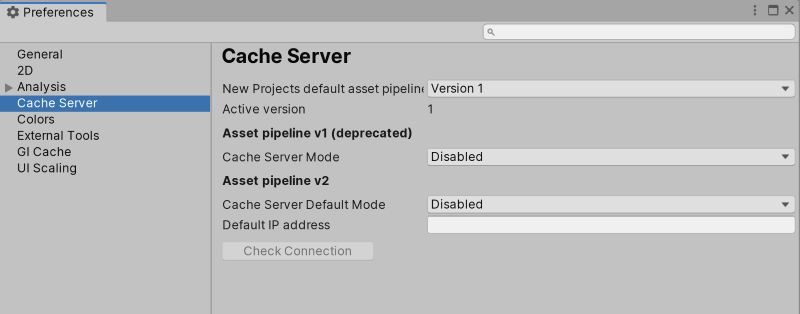 Preferences
General
2D
Analysis
Cache Server
Colors
External Tools
GI Cache
UI Scaling
Cache Server
New Projects default asset pipeline Version 1
Active version 1
Asset pipeline v1 (deprecated)
Cache Server Mode Disabled
Asset pipeline v2
Cache Server Default Mode Disabled
Default IP address
Check Connection